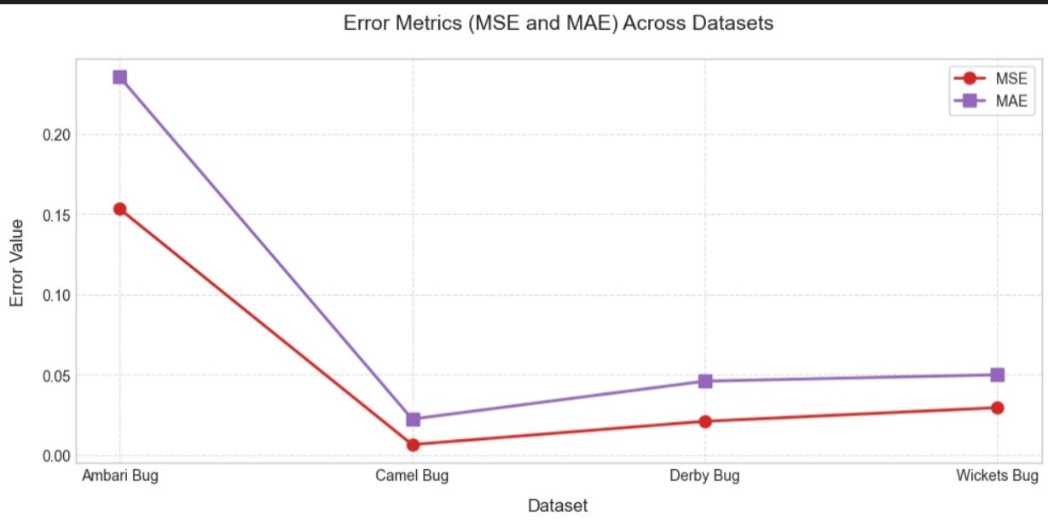 Error Metrics (MSE and MAE) Across Datasets
MSE
MAE
Error Value
0.20
0.15
0.10
0.05
0.00
Ambari Bug Camel Bug Derby Bug Wickets Bug
Dataset